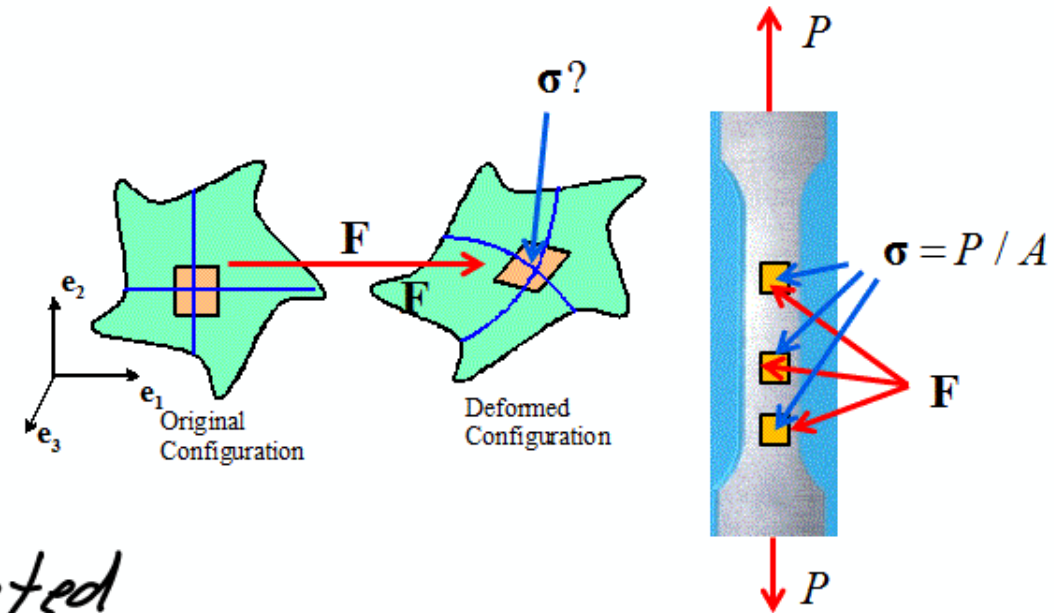 P
σ?
F
σ = P / A
F
e2
F
e1
e3
Original
Configuration
Deformed
Configuration
P